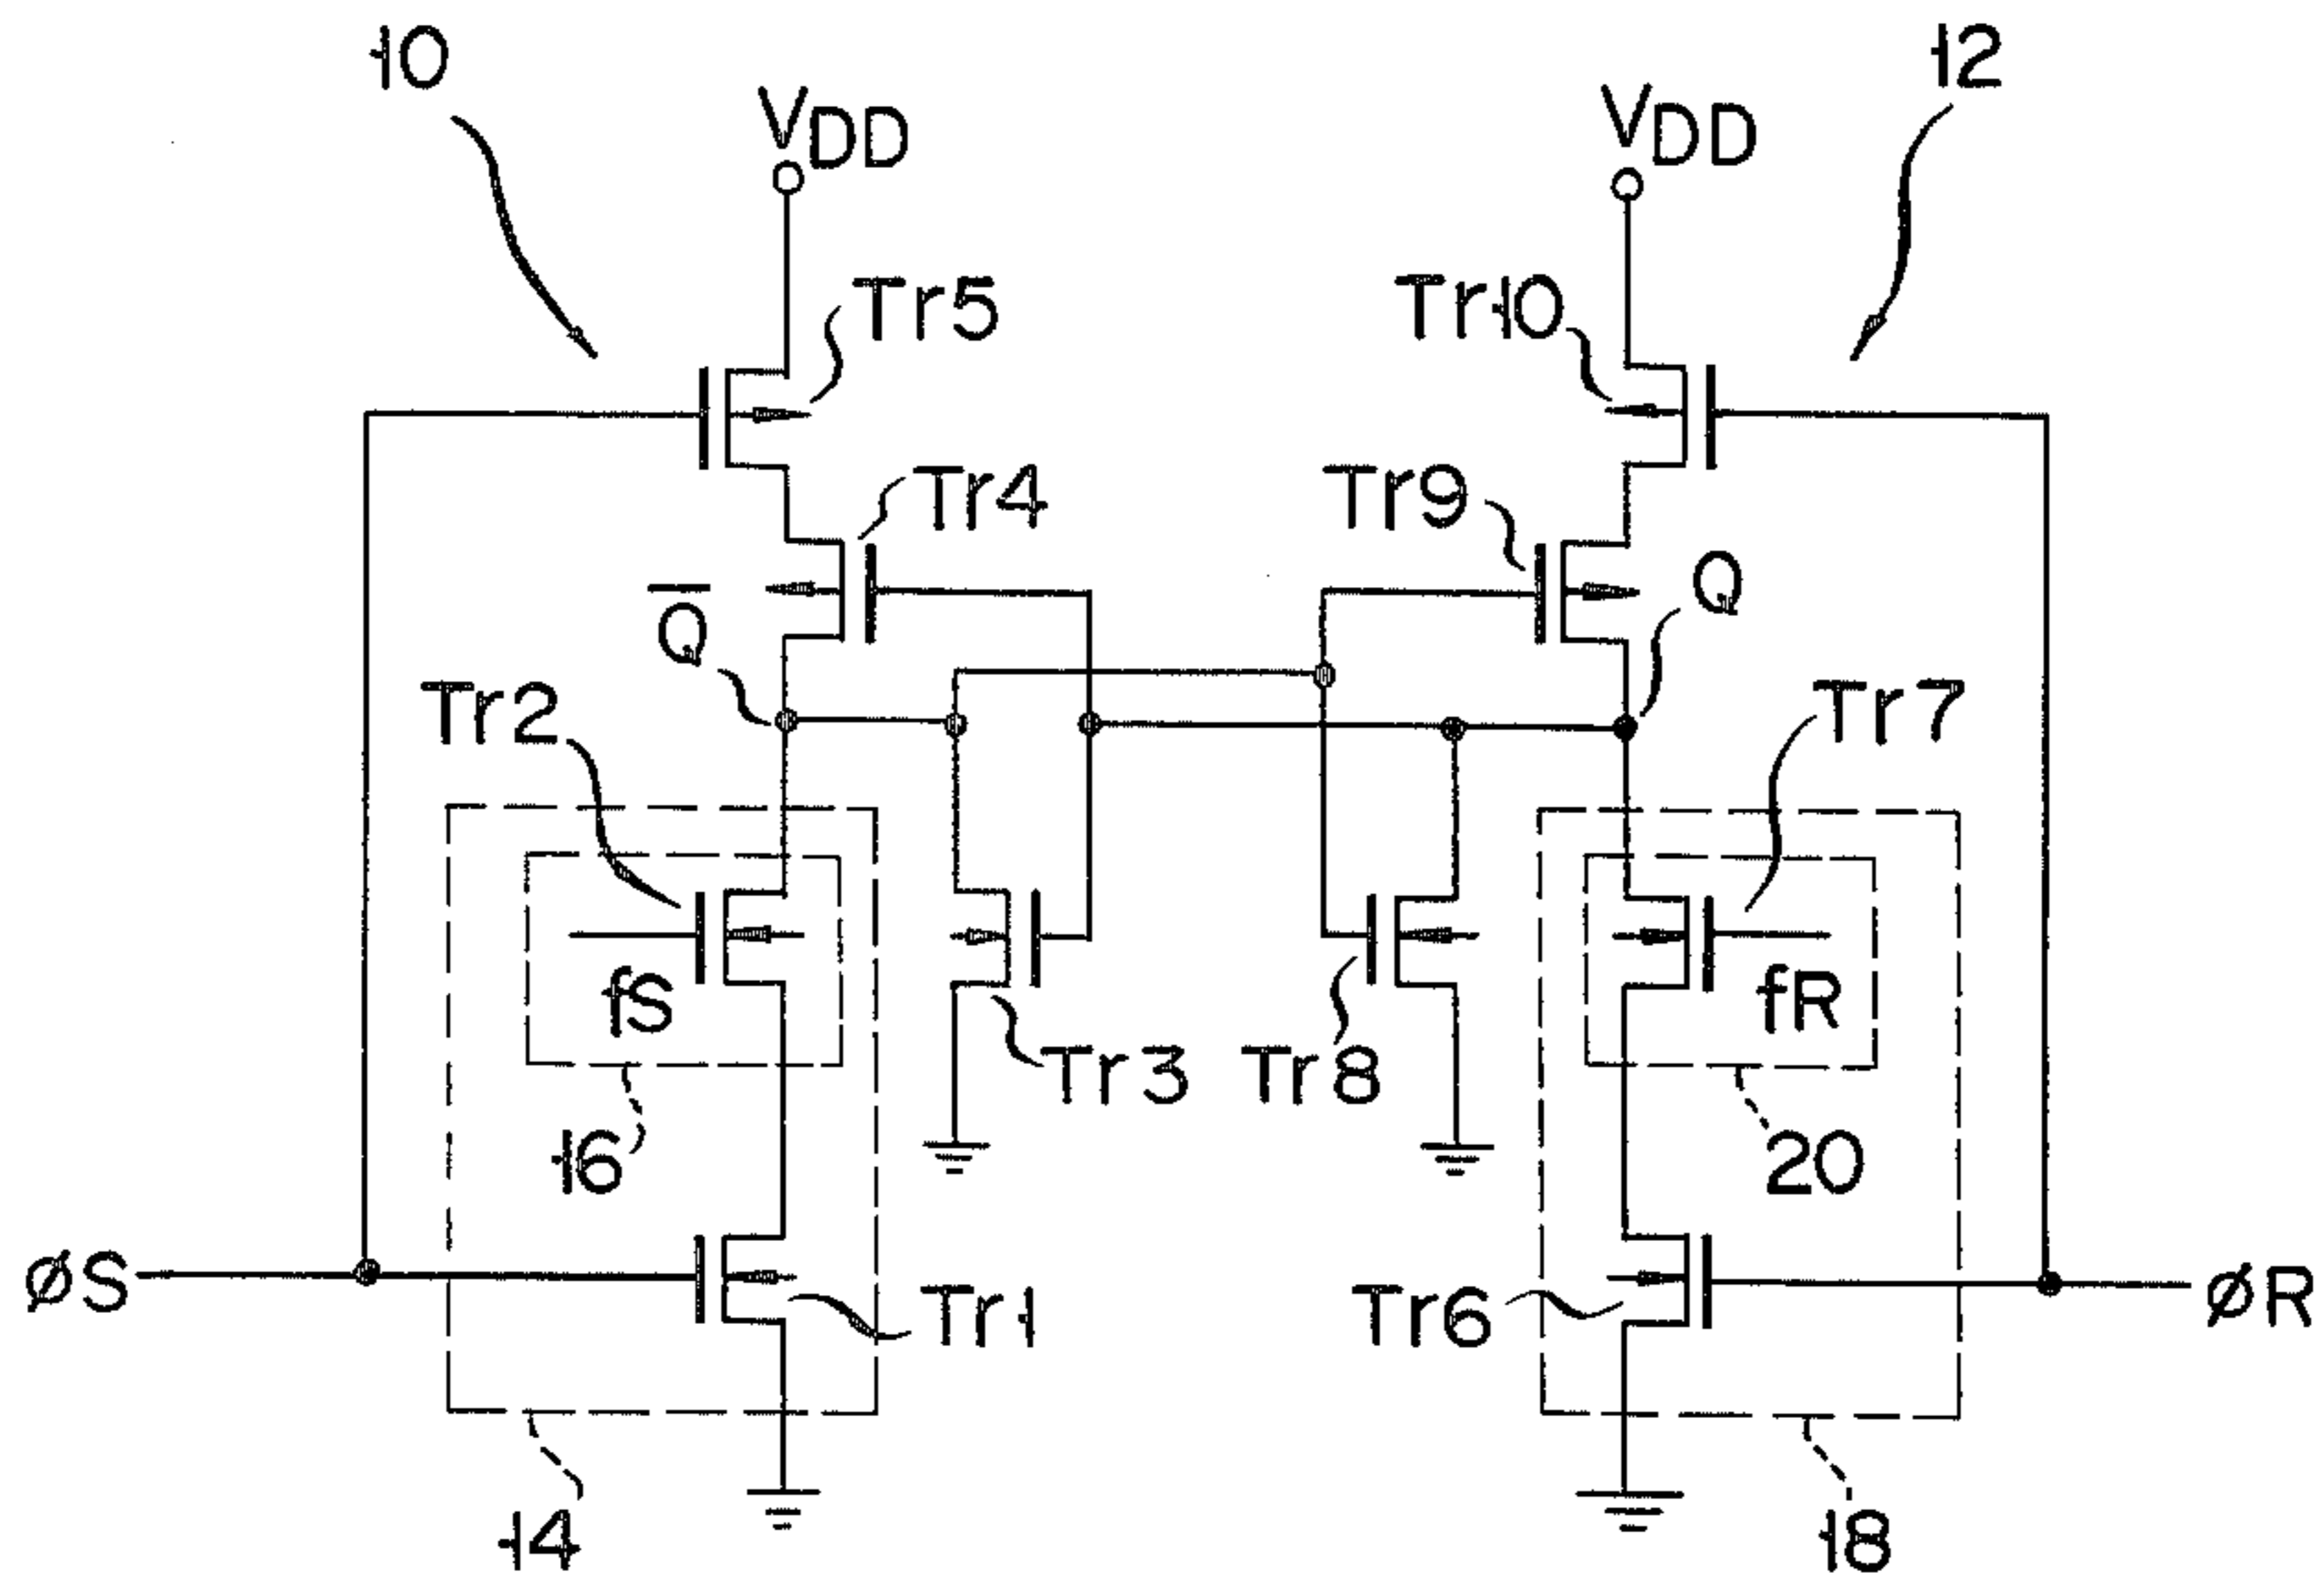 10
12
VDD
VDD
Tr5
Tr10
Tr4
Tr9
Q̅
Q
Tr2
Tr7
fS
fR
Tr3
Tr8
16
20
øS
Tr1
Tr6
øR
14
18